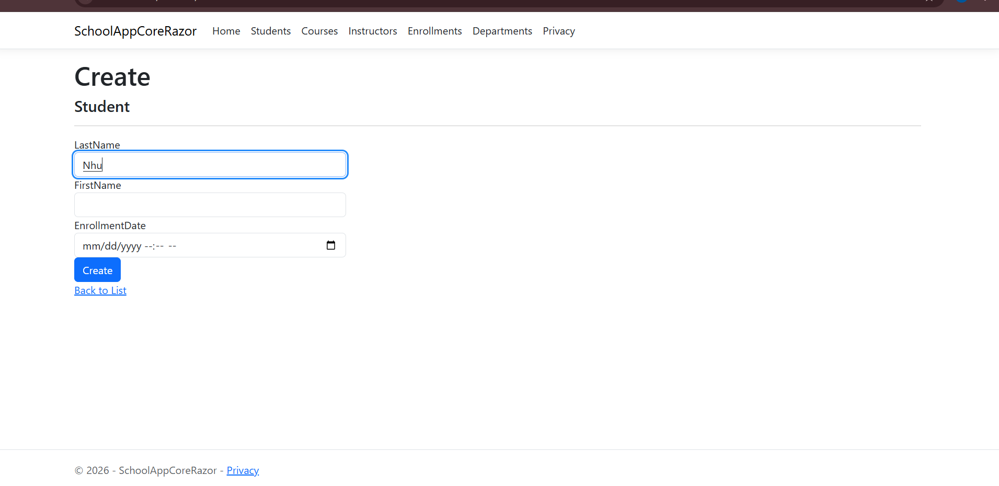 SchoolAppCoreRazor Home Students Courses Instructors Enrollments Departments Privacy
Create
Student
LastName
Nhu
FirstName
EnrollmentDate
mm/dd/yyyy --:-- --
Create
Back to List
© 2026 - SchoolAppCoreRazor - Privacy